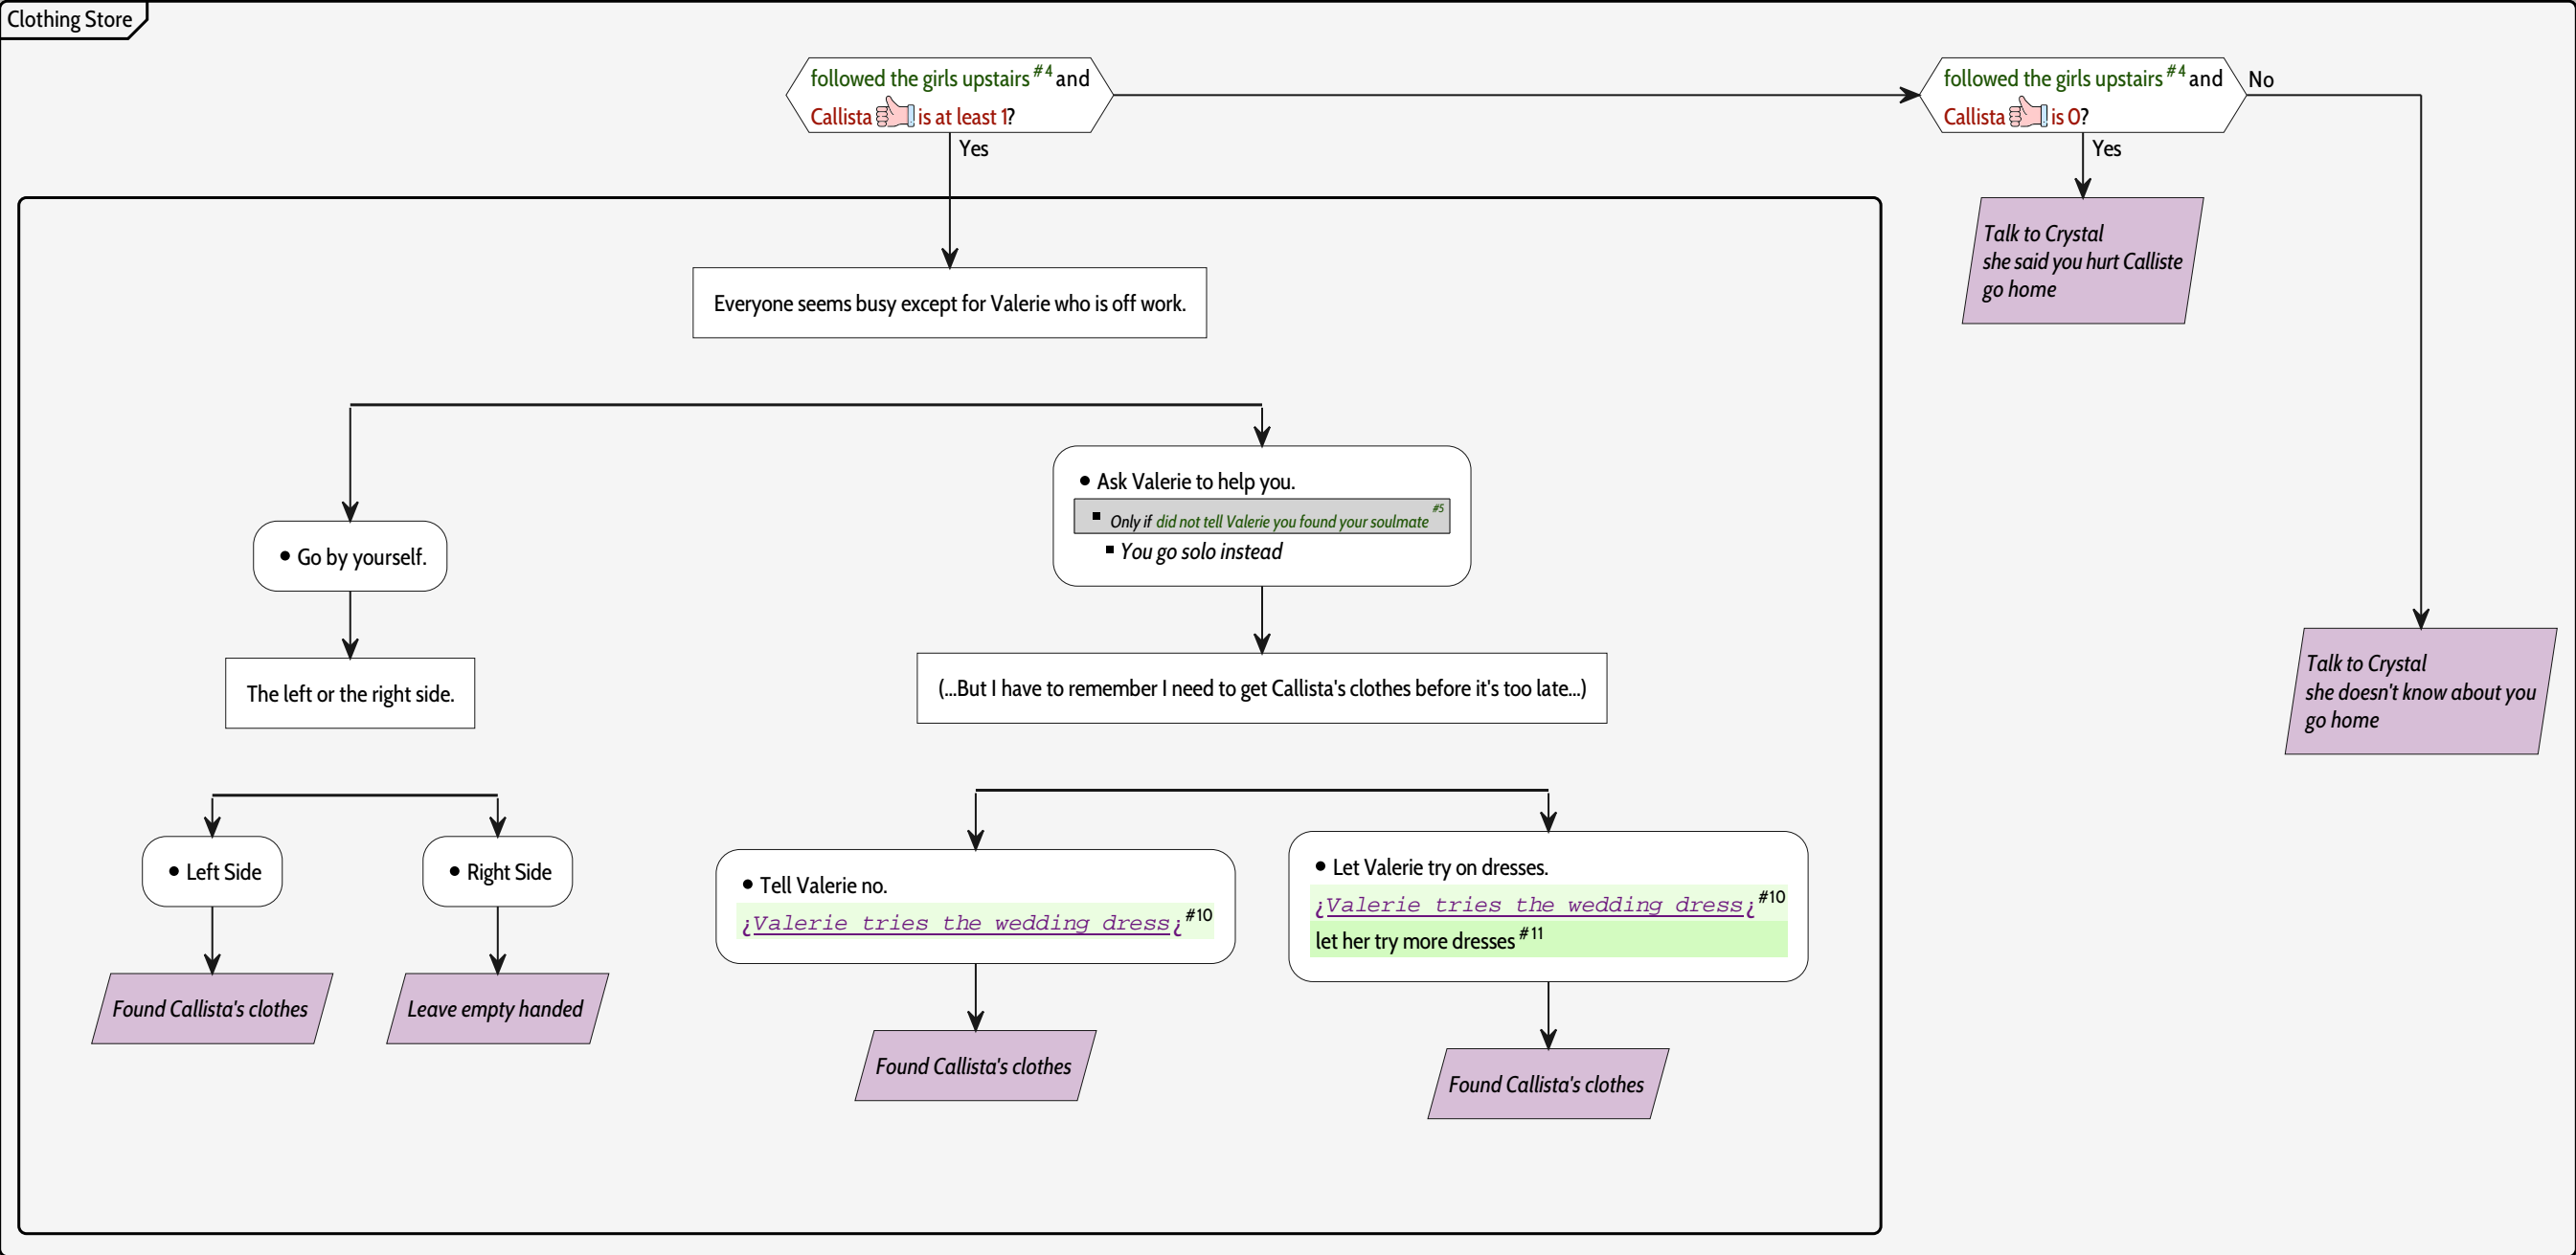 Clothing Store
followed the girls upstairs #4 and
Callista is at least 1?
Yes
followed the girls upstairs #4 and
Callista is 0?
No
Yes
Talk to Crystal
she said you hurt Calliste
go home
Everyone seems busy except for Valerie who is off work.
• Ask Valerie to help you.
▪ Only if did not tell Valerie you found your soulmate #5
▪ You go solo instead
• Go by yourself.
The left or the right side.
(...But I have to remember I need to get Callista's clothes before it's too late...)
Talk to Crystal
she doesn't know about you
go home
• Left Side
• Right Side
• Tell Valerie no.
¿Valerie tries the wedding dress¿ #10
• Let Valerie try on dresses.
¿Valerie tries the wedding dress¿ #10
let her try more dresses #11
Found Callista's clothes
Leave empty handed
Found Callista's clothes
Found Callista's clothes